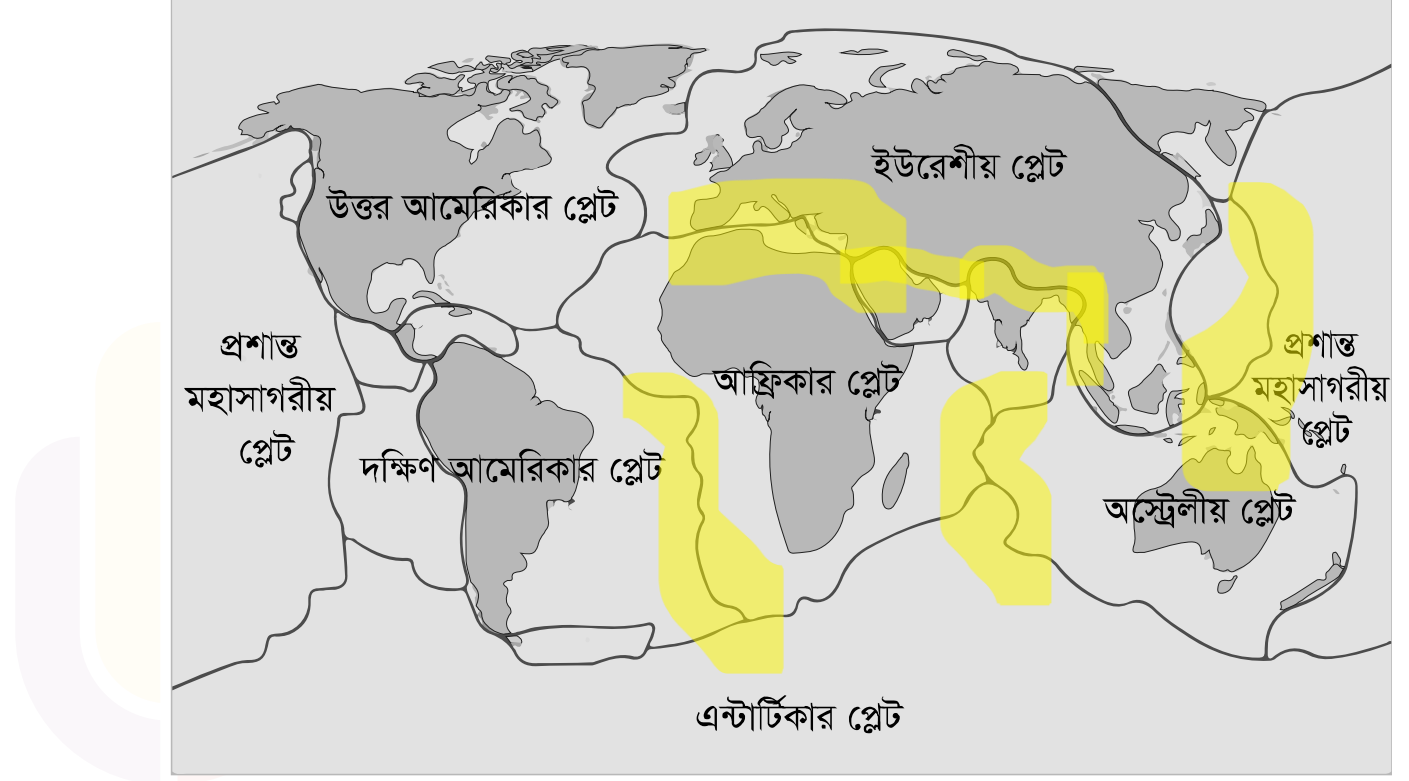 ইউরেশীয় প্লেট
উত্তর আমেরিকার প্লেট
প্রশান্ত
মহাসাগরীয়
প্লেট
আফ্রিকার প্লেট
প্রশান্ত
মহাসাগরীয়
প্লেট
দক্ষিণ আমেরিকার প্লেট
অস্ট্রেলীয় প্লেট
এন্টার্টিকার প্লেট